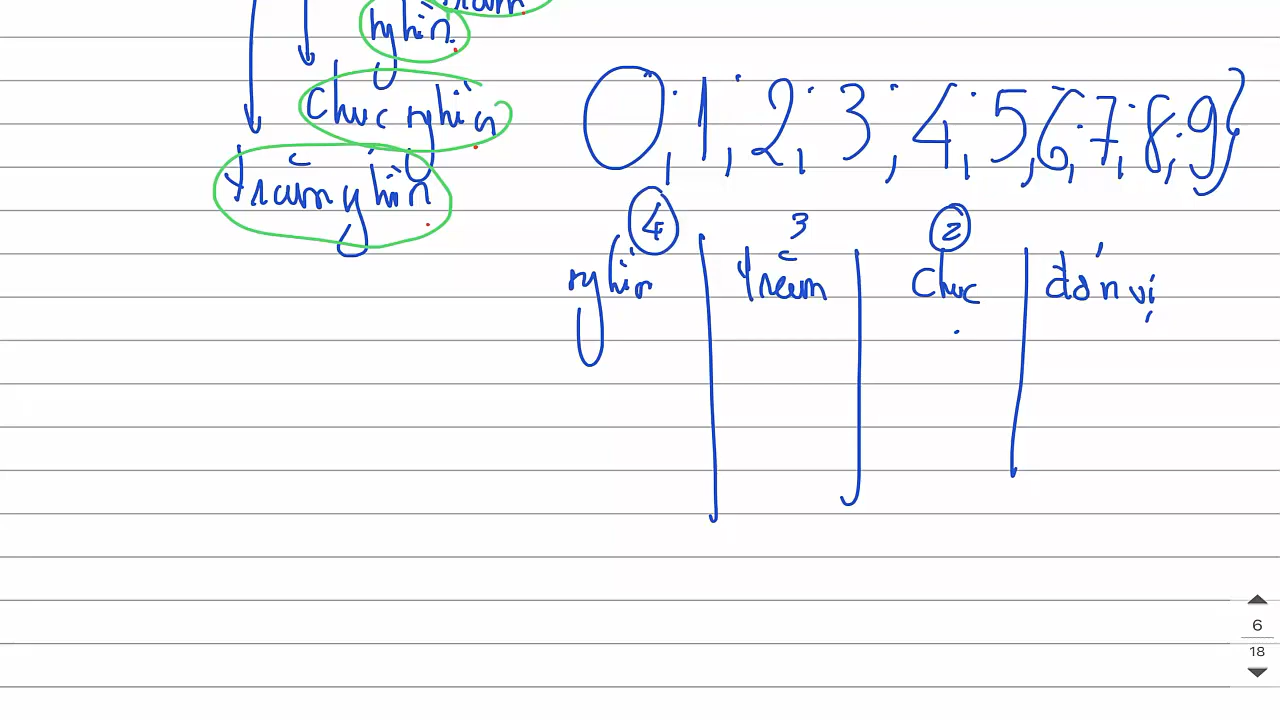 trăm
nghìn
chục nghìn
trăm nghìn
0, 1, 2, 3, 4, 5, 6, 7, 8, 9}
4 3 2
nghìn trăm chục đơn vị
6
18